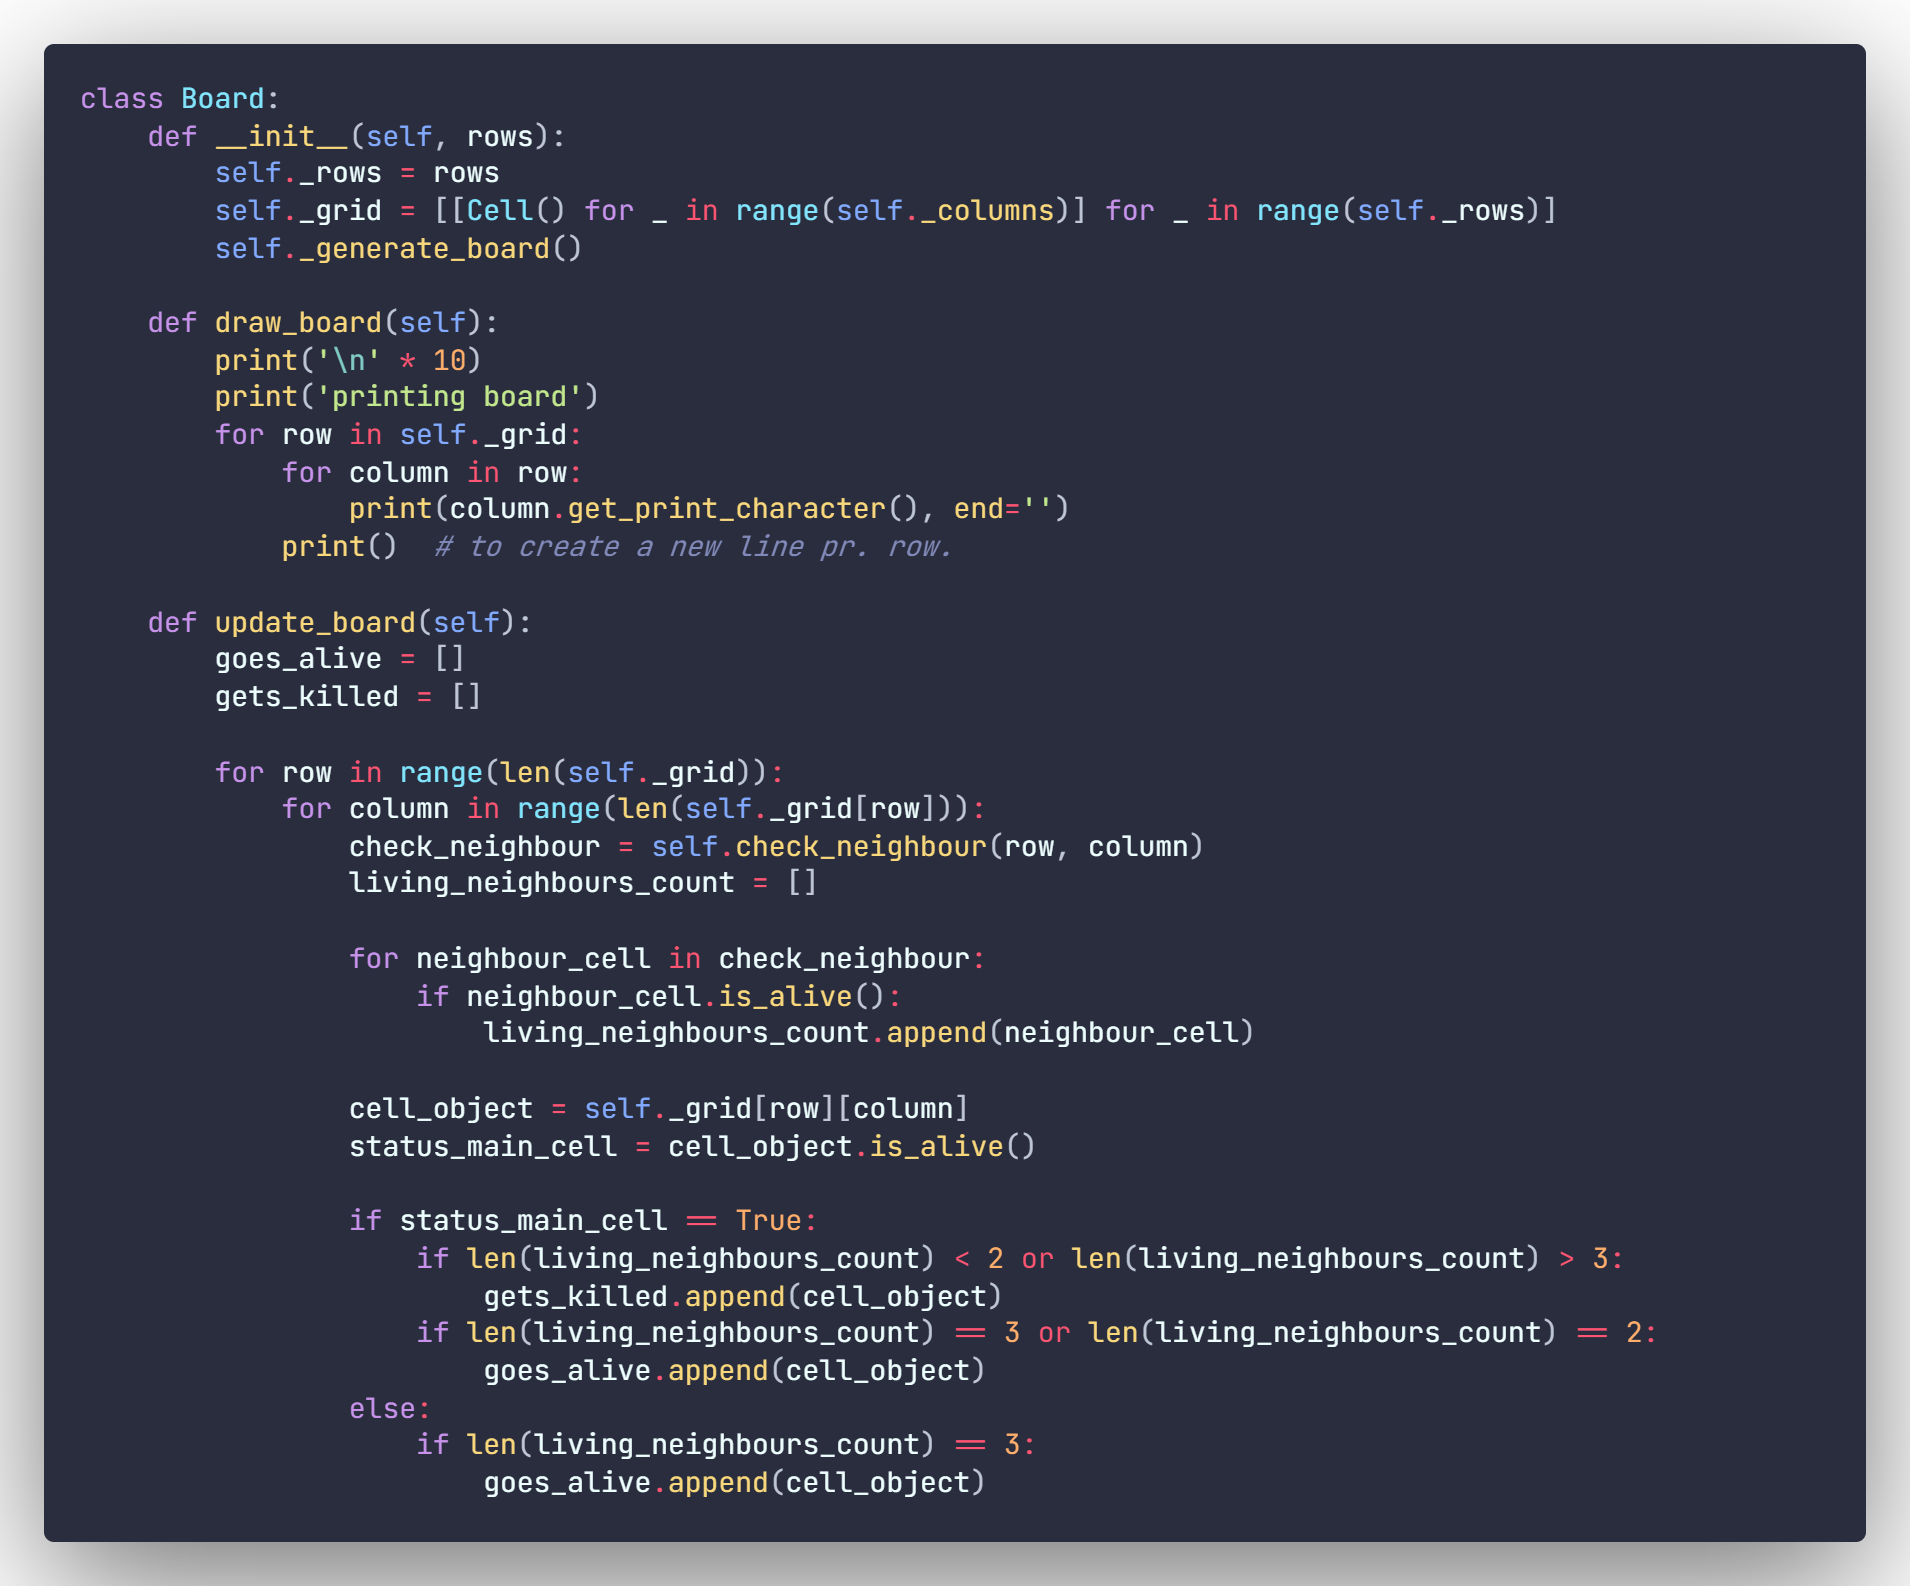 class Board:
    def __init__(self, rows):
        self._rows = rows
        self._grid = [[Cell() for _ in range(self._columns)] for _ in range(self._rows)]
        self._generate_board()

    def draw_board(self):
        print('\n' * 10)
        print('printing board')
        for row in self._grid:
            for column in row:
                print(column.get_print_character(), end='')
            print()  # to create a new line pr. row.

    def update_board(self):
        goes_alive = []
        gets_killed = []

        for row in range(len(self._grid)):
            for column in range(len(self._grid[row])):
                check_neighbour = self.check_neighbour(row, column)
                living_neighbours_count = []

                for neighbour_cell in check_neighbour:
                    if neighbour_cell.is_alive():
                        living_neighbours_count.append(neighbour_cell)

                cell_object = self._grid[row][column]
                status_main_cell = cell_object.is_alive()

                if status_main_cell == True:
                    if len(living_neighbours_count) < 2 or len(living_neighbours_count) > 3:
                        gets_killed.append(cell_object)
                    if len(living_neighbours_count) == 3 or len(living_neighbours_count) == 2:
                        goes_alive.append(cell_object)
                else:
                    if len(living_neighbours_count) == 3:
                        goes_alive.append(cell_object)